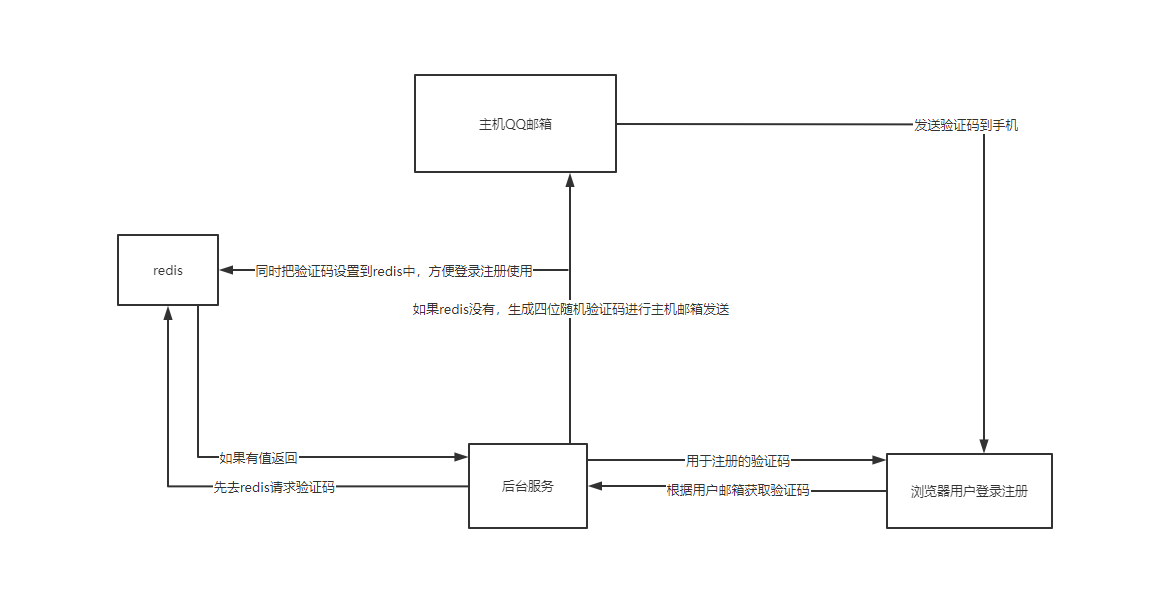 主机QQ邮箱
发送验证码到手机
redis
同时把验证码设置到redis中，方便登录注册使用
如果redis没有，生成四位随机验证码进行主机邮箱发送
如果有值返回
用于注册的验证码
先去redis请求验证码
后台服务
根据用户邮箱获取验证码
浏览器用户登录注册